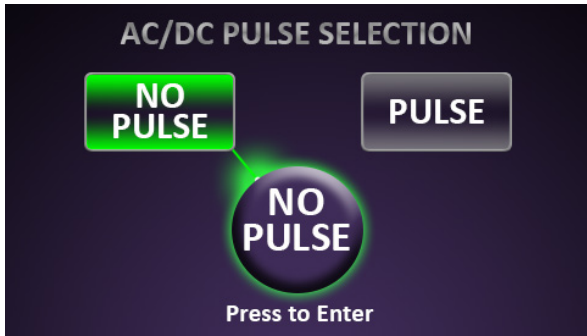 AC/DC PULSE SELECTION
NO
PULSE
PULSE
NO
PULSE
Press to Enter